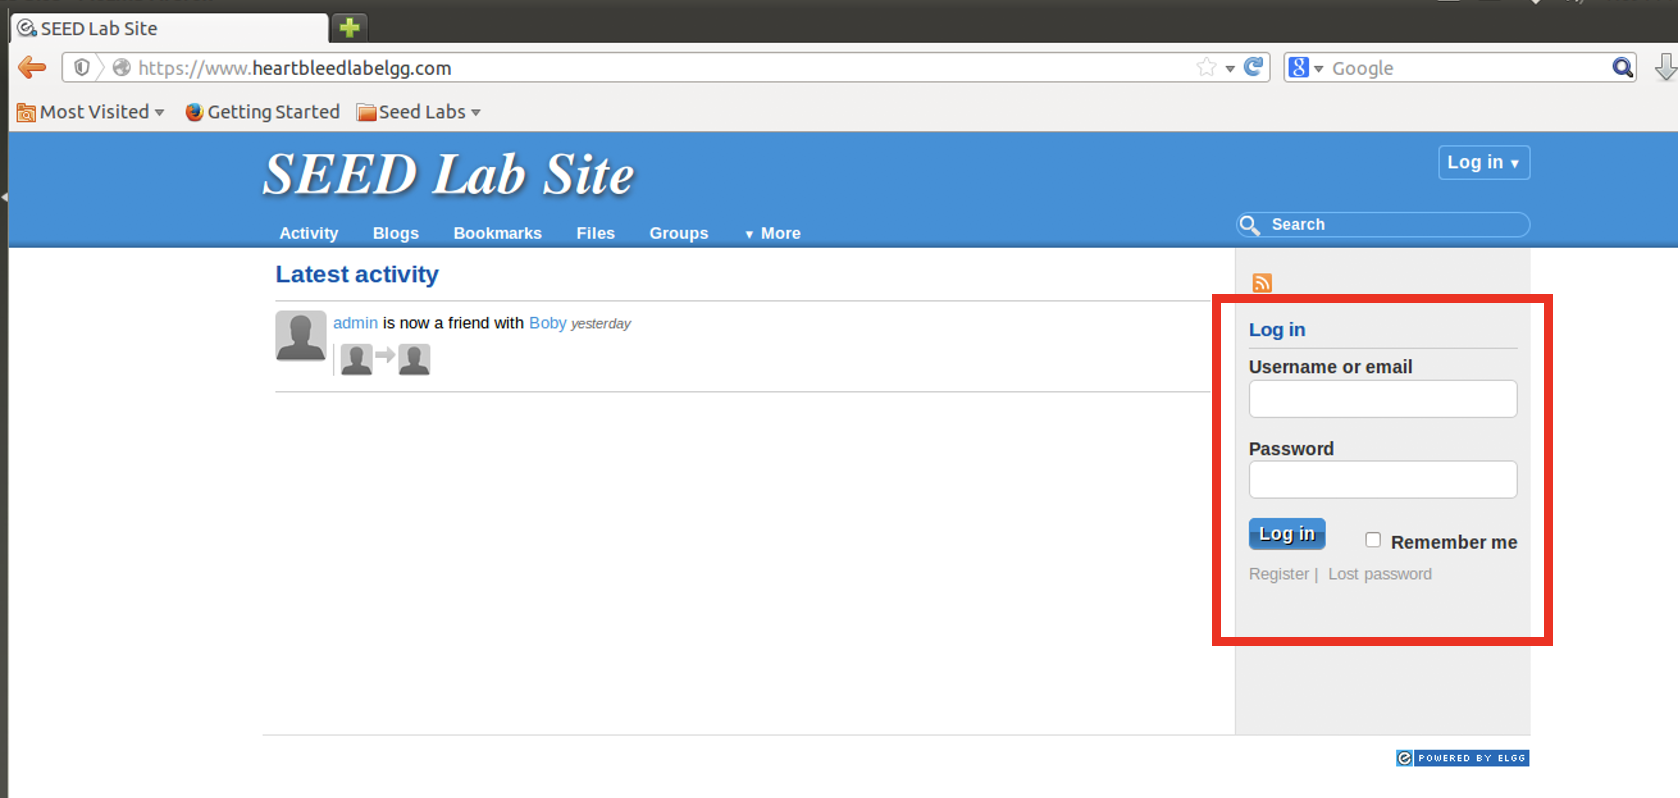 SEED Lab Site
https://www.heartbleedlabelgg.com
Google
Most Visited
Getting Started
Seed Labs
SEED Lab Site
Log in
Activity
Blogs
Bookmarks
Files
Groups
More
Search
Latest activity
admin is now a friend with Boby yesterday
Log in
Username or email
Password
Log in
Remember me
Register | Lost password
POWERED BY ELGG